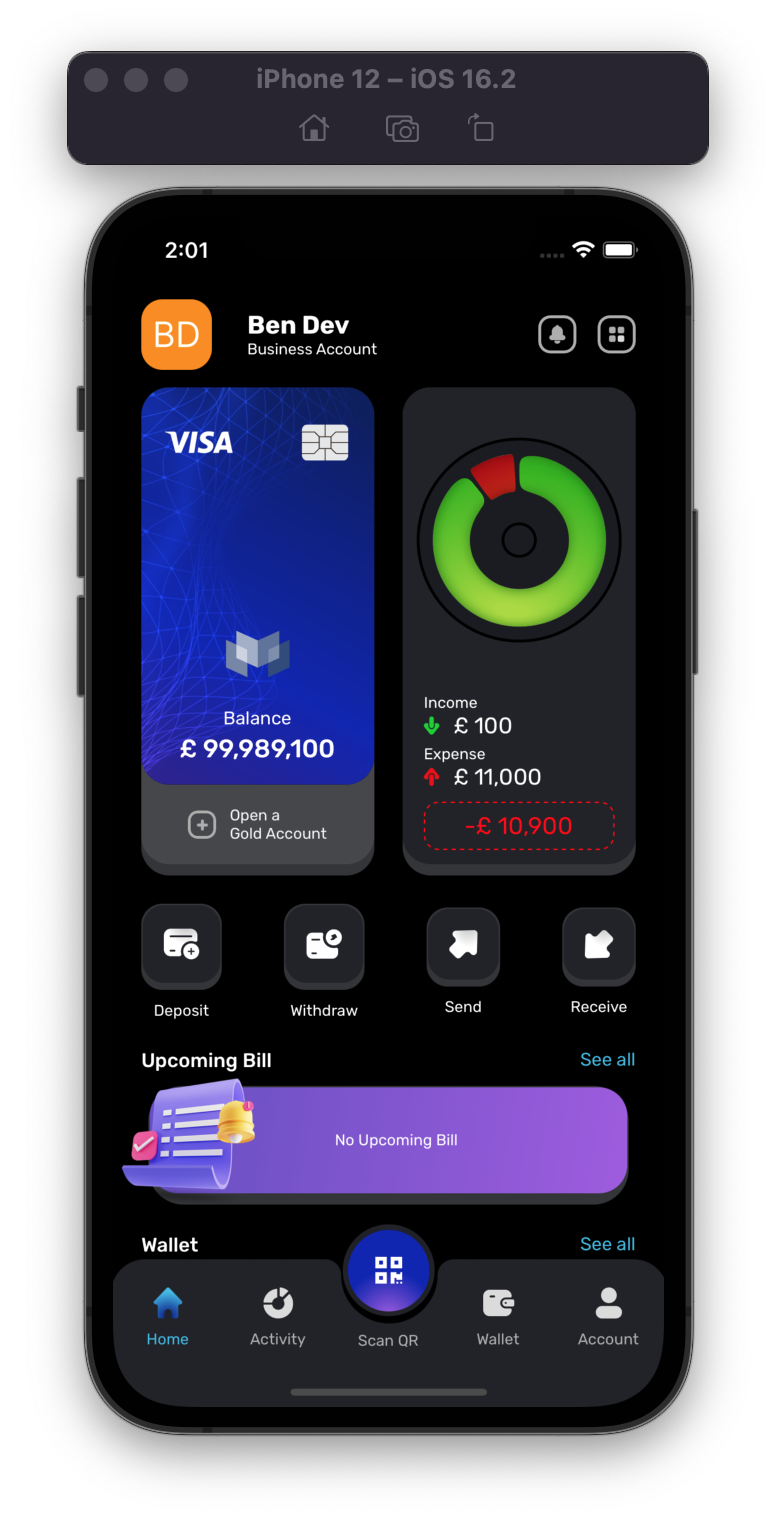 iPhone 12 – iOS 16.2
2:01
BD
Ben Dev
Business Account
VISA
Balance
£ 99,989,100
Open a
Gold Account
Income
£ 100
Expense
£ 11,000
-£ 10,900
Deposit
Withdraw
Send
Receive
Upcoming Bill
See all
No Upcoming Bill
Wallet
See all
Home
Activity
Scan QR
Wallet
Account